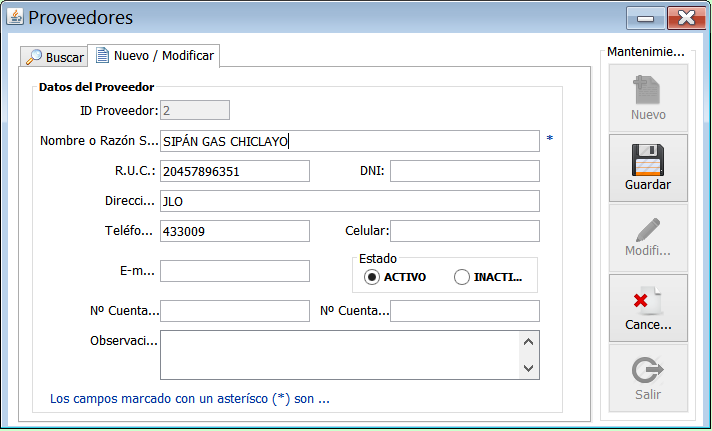 Proveedores
Buscar
Nuevo / Modificar
Mantenimie...
Datos del Proveedor
ID Proveedor: 2
Nuevo
Nombre o Razón S... SIPÁN GAS CHICLAYO *
R.U.C.: 20457896351 DNI:
Guardar
Direcci... JLO
Teléfo... 433009 Celular:
Modifi...
Estado
E-m... ACTIVO INACTI...
Nº Cuenta... Nº Cuenta...
Cance...
Observaci...
Salir
Los campos marcado con un asterísco (*) son ...